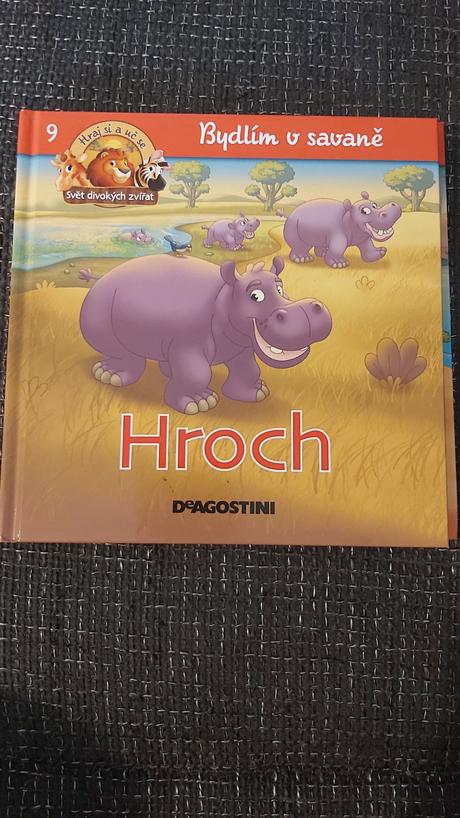 9
Hraj si a uč se
Svět divokých zvířat
Bydlím v savaně
Hroch
DeAGOSTINI